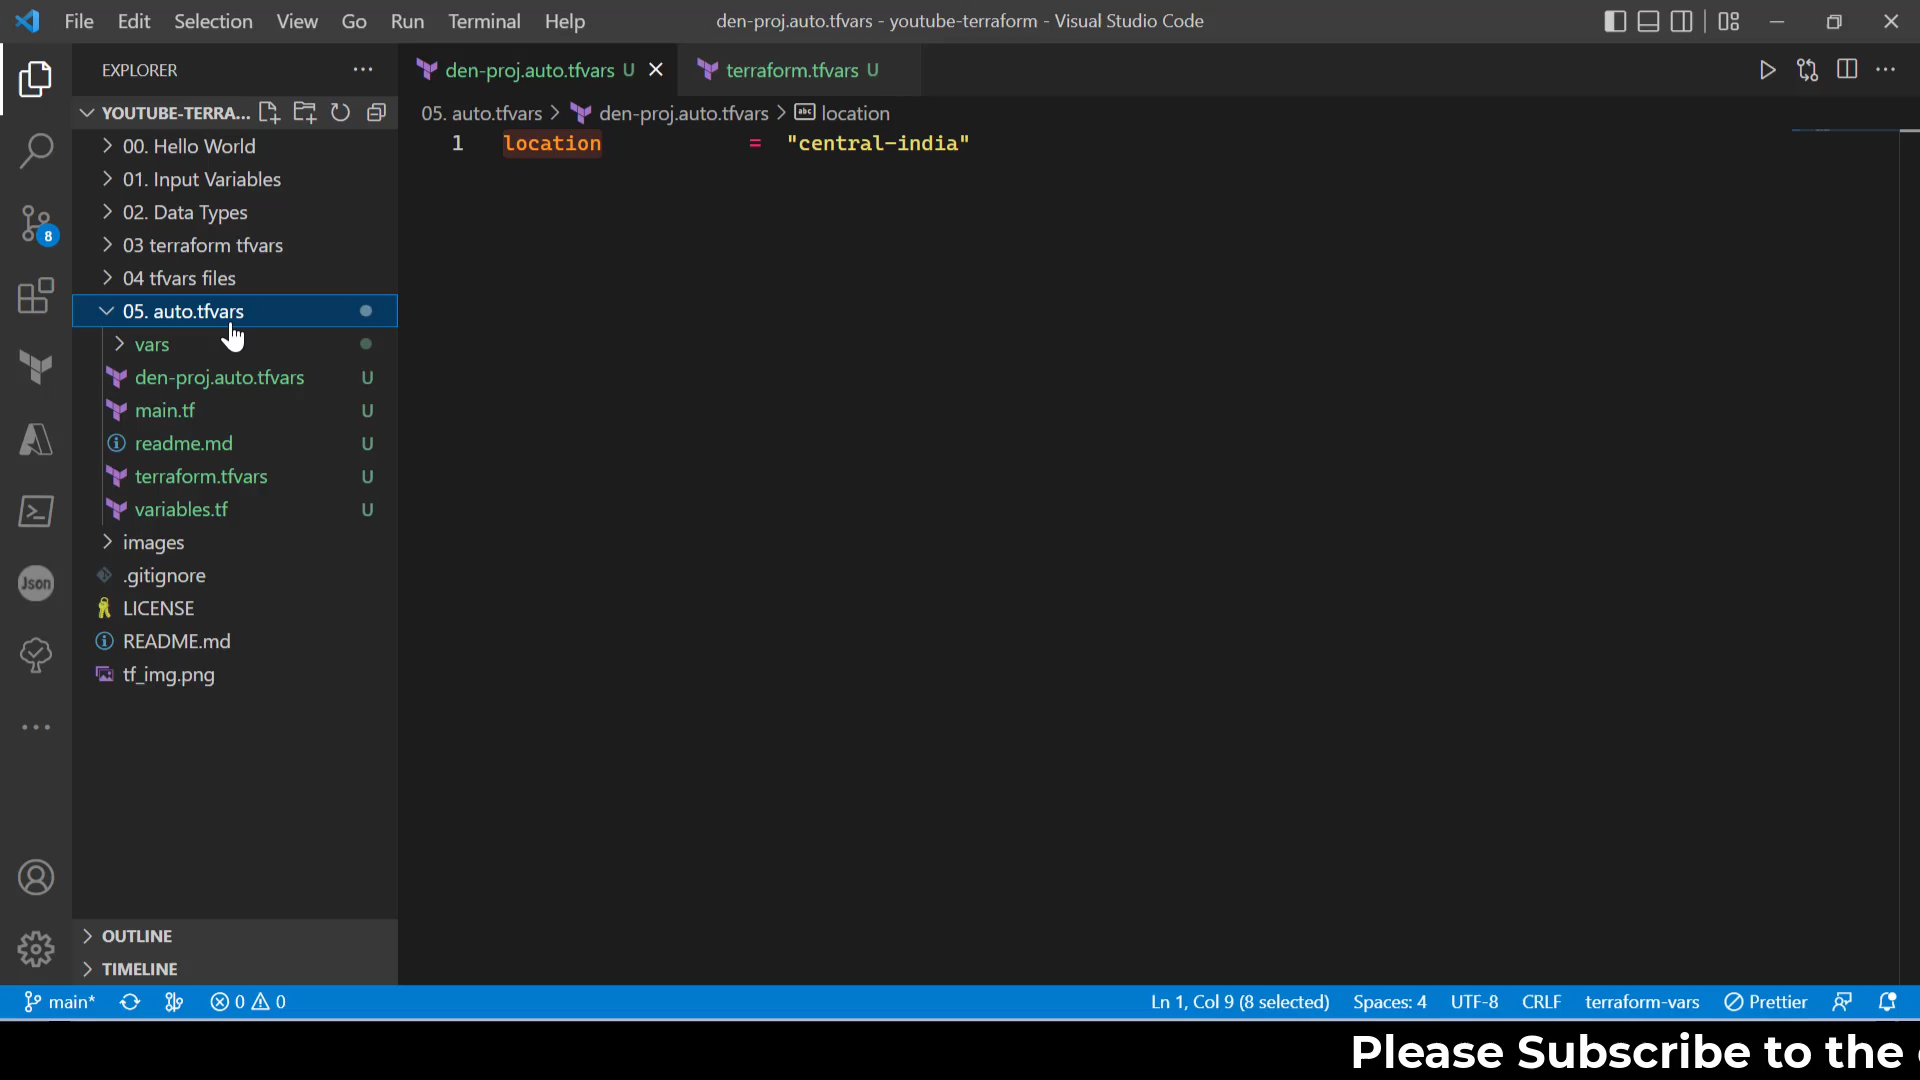 File Edit Selection View Go Run Terminal Help
den-proj.auto.tfvars - youtube-terraform - Visual Studio Code
EXPLORER
den-proj.auto.tfvars U
terraform.tfvars U
YOUTUBE-TERRA...
05. auto.tfvars > den-proj.auto.tfvars > location
1 location = "central-india"
00. Hello World
01. Input Variables
02. Data Types
03 terraform tfvars
04 tfvars files
05. auto.tfvars
vars
den-proj.auto.tfvars U
main.tf U
readme.md U
terraform.tfvars U
variables.tf U
images
.gitignore
LICENSE
README.md
tf_img.png
8
Json
OUTLINE
TIMELINE
main* 0 0 Ln 1, Col 9 (8 selected) Spaces: 4 UTF-8 CRLF terraform-vars Prettier
Please Subscribe to the